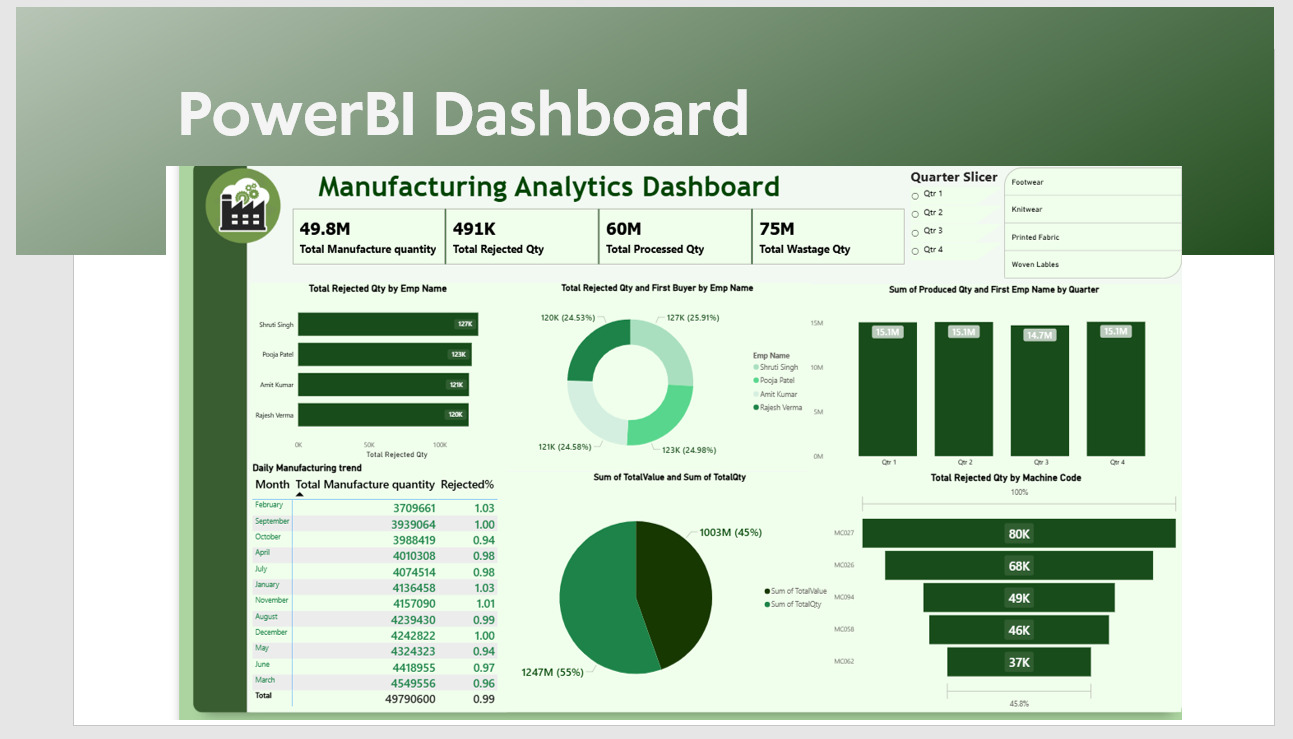 PowerBI Dashboard
Manufacturing Analytics Dashboard
49.8M
Total Manufacture quantity
491K
Total Rejected Qty
60M
Total Processed Qty
75M
Total Wastage Qty
Quarter Slicer
Qtr 1
Qtr 2
Qtr 3
Qtr 4
Footwear
Knitwear
Printed Fabric
Woven Lables
Total Rejected Qty by Emp Name
Shruti Singh 127K
Pooja Patel 123K
Amit Kumar 121K
Rajesh Verma 120K
0K 50K 100K
Total Rejected Qty
Total Rejected Qty and First Buyer by Emp Name
120K (24.53%) 127K (25.91%)
121K (24.58%) 123K (24.98%)
Emp Name
Shruti Singh
Pooja Patel
Amit Kumar
Rajesh Verma
Sum of Produced Qty and First Emp Name by Quarter
15M
10M
5M
0M
15.1M 15.1M 14.7M 15.1M
Qtr 1 Qtr 2 Qtr 3 Qtr 4
Daily Manufacturing trend
Month Total Manufacture quantity Rejected%
February 3709661 1.03
September 3939064 1.00
October 3988419 0.94
April 4010308 0.98
July 4074514 0.98
January 4136458 1.03
November 4157090 1.01
August 4239430 0.99
December 4242822 1.00
May 4324323 0.94
June 4418955 0.97
March 4549556 0.96
Total 49790600 0.99
Sum of TotalValue and Sum of TotalQty
1003M (45%)
1247M (55%)
Sum of TotalValue
Sum of TotalQty
Total Rejected Qty by Machine Code
100%
MC027 80K
MC026 68K
MC094 49K
MC058 46K
MC062 37K
45.8%